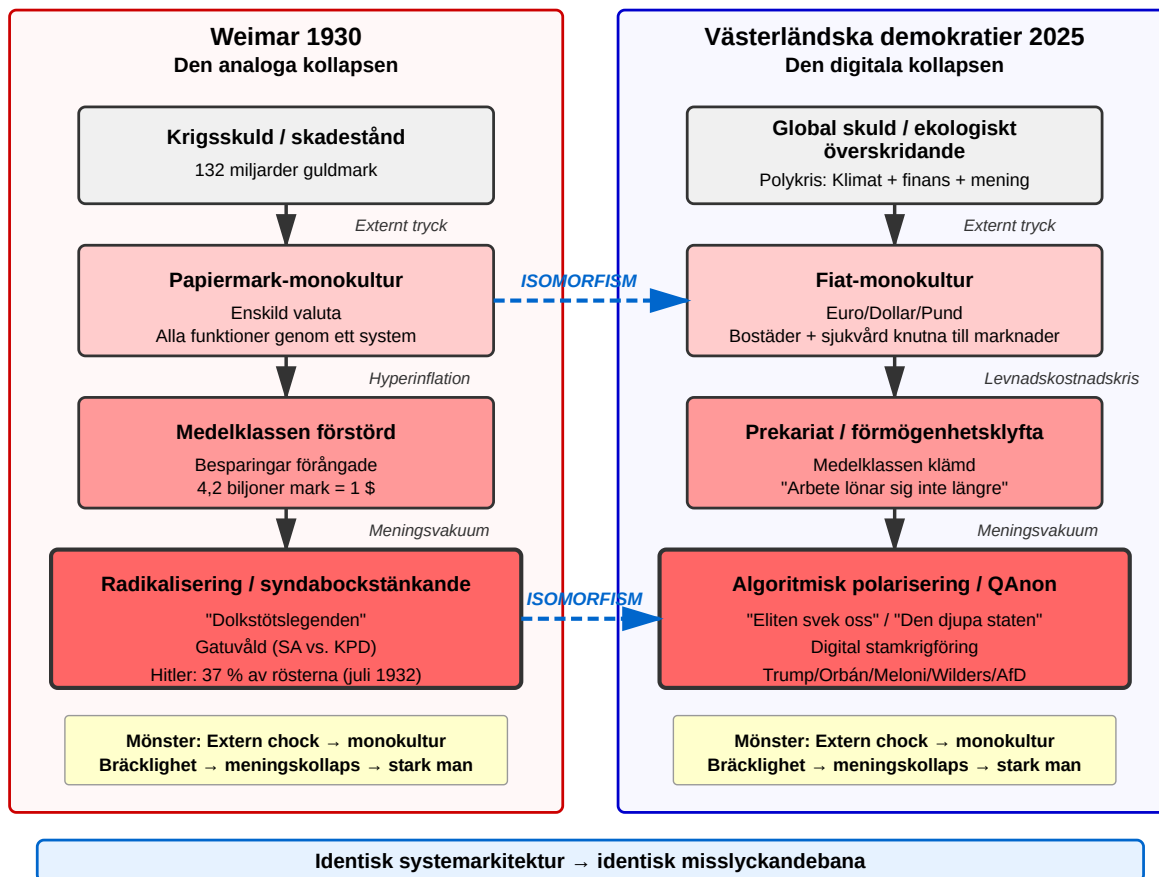 Weimar 1930
Den analoga kollapsen
Krigsskuld / skadestånd
132 miljarder guldmark
Externt tryck
Papiermark-monokultur
Enskild valuta
Alla funktioner genom ett system
Hyperinflation
Medelklassen förstörd
Besparingar förångade
4,2 biljoner mark = 1 $
Meningsvakuum
Radikalisering / syndabockstänkande
"Dolkstötslegenden"
Gatuvåld (SA vs. KPD)
Hitler: 37 % av rösterna (juli 1932)
Mönster: Extern chock → monokultur
Bräcklighet → meningskollaps → stark man
ISOMORFISM
ISOMORFISM
Västerländska demokratier 2025
Den digitala kollapsen
Global skuld / ekologiskt
överskridande
Polykris: Klimat + finans + mening
Externt tryck
Fiat-monokultur
Euro/Dollar/Pund
Bostäder + sjukvård knutna till marknader
Levnadskostnadskris
Prekariat / förmögenhetsklyfta
Medelklassen klämd
"Arbete lönar sig inte längre"
Meningsvakuum
Algoritmisk polarisering / QAnon
"Eliten svek oss" / "Den djupa staten"
Digital stamkrigföring
Trump/Orbán/Meloni/Wilders/AfD
Mönster: Extern chock → monokultur
Bräcklighet → meningskollaps → stark man
Identisk systemarkitektur → identisk misslyckandebana